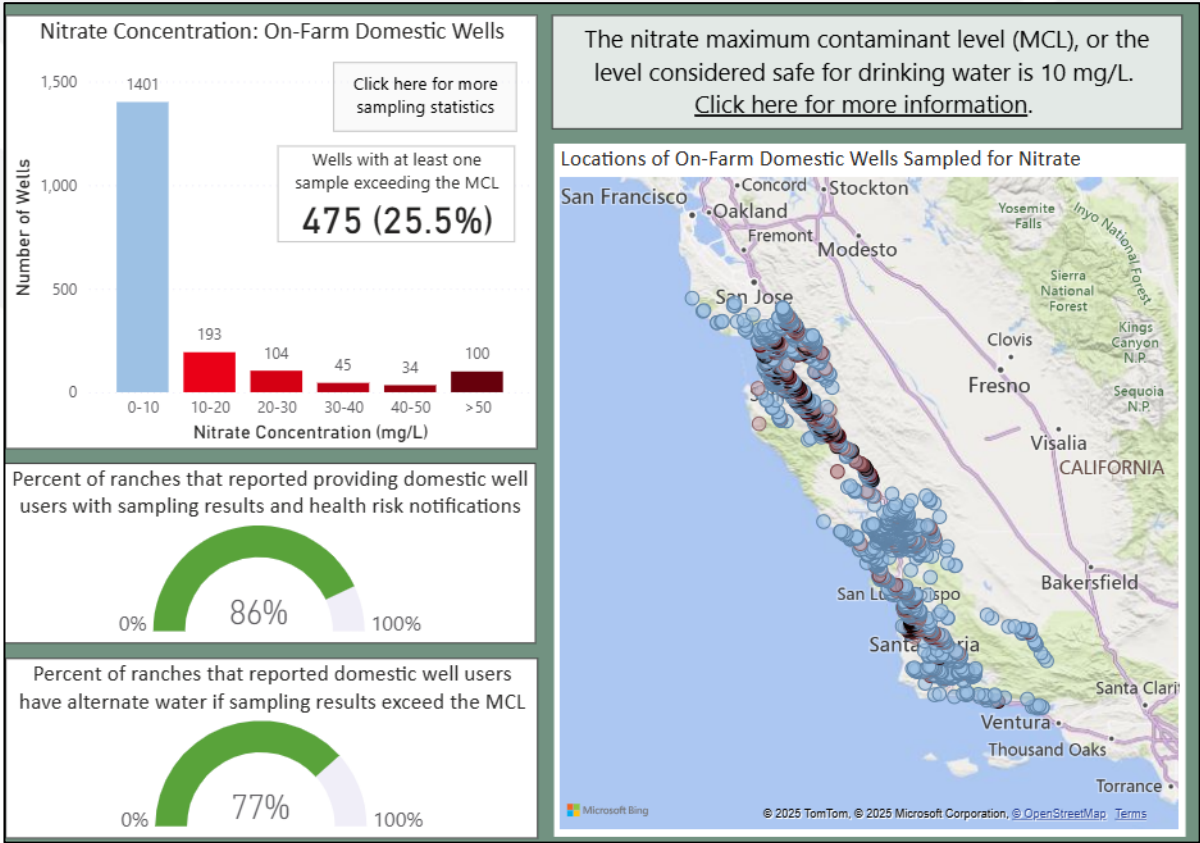 Nitrate Concentration: On-Farm Domestic Wells
Click here for more
sampling statistics
Wells with at least one
sample exceeding the MCL
475 (25.5%)
Number of Wells
1,500
1,000
500
0
1401
193
104
45
34
100
0-10
10-20
20-30
30-40
40-50
>50
Nitrate Concentration (mg/L)
Percent of ranches that reported providing domestic well
users with sampling results and health risk notifications
86%
0%
100%
Percent of ranches that reported domestic well users
have alternate water if sampling results exceed the MCL
77%
0%
100%
The nitrate maximum contaminant level (MCL), or the
level considered safe for drinking water is 10 mg/L.
Click here for more information.
Locations of On-Farm Domestic Wells Sampled for Nitrate
San Francisco
Concord
Stockton
Oakland
Fremont
Modesto
Yosemite
Falls
Inyo National Forest
Sierra
National
Forest
San Jose
Kings
Canyon
N.P.
Clovis
Fresno
Sequoia
N.P.
Visalia
CALIFORNIA
Bakersfield
San Lu
spo
Santa
ria
Santa Clari
Ventura
Thousand Oaks
Torrance
Microsoft Bing
© 2025 TomTom, © 2025 Microsoft Corporation, © OpenStreetMap Terms